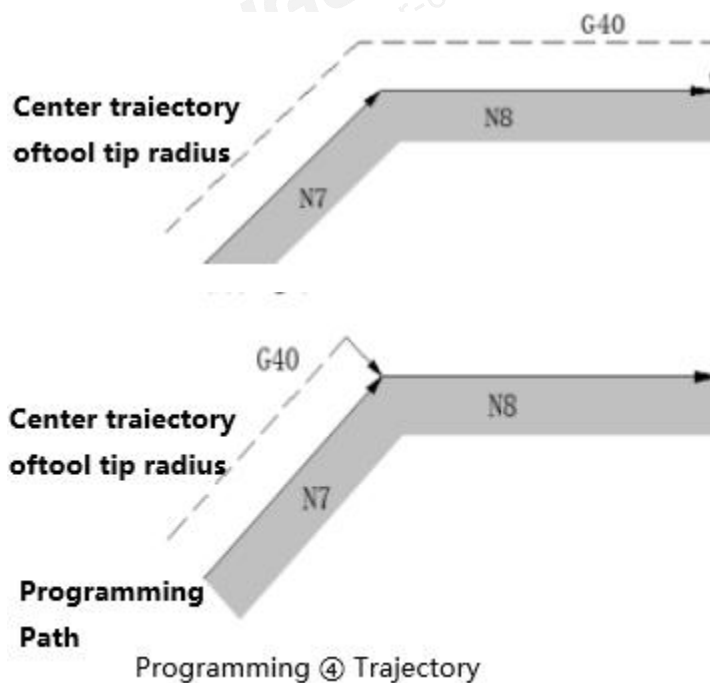 G40
Center traiectory
oftool tip radius
N8
N7
G40
Center traiectory
oftool tip radius
N8
N7
Programming
Path
Programming ④ Trajectory